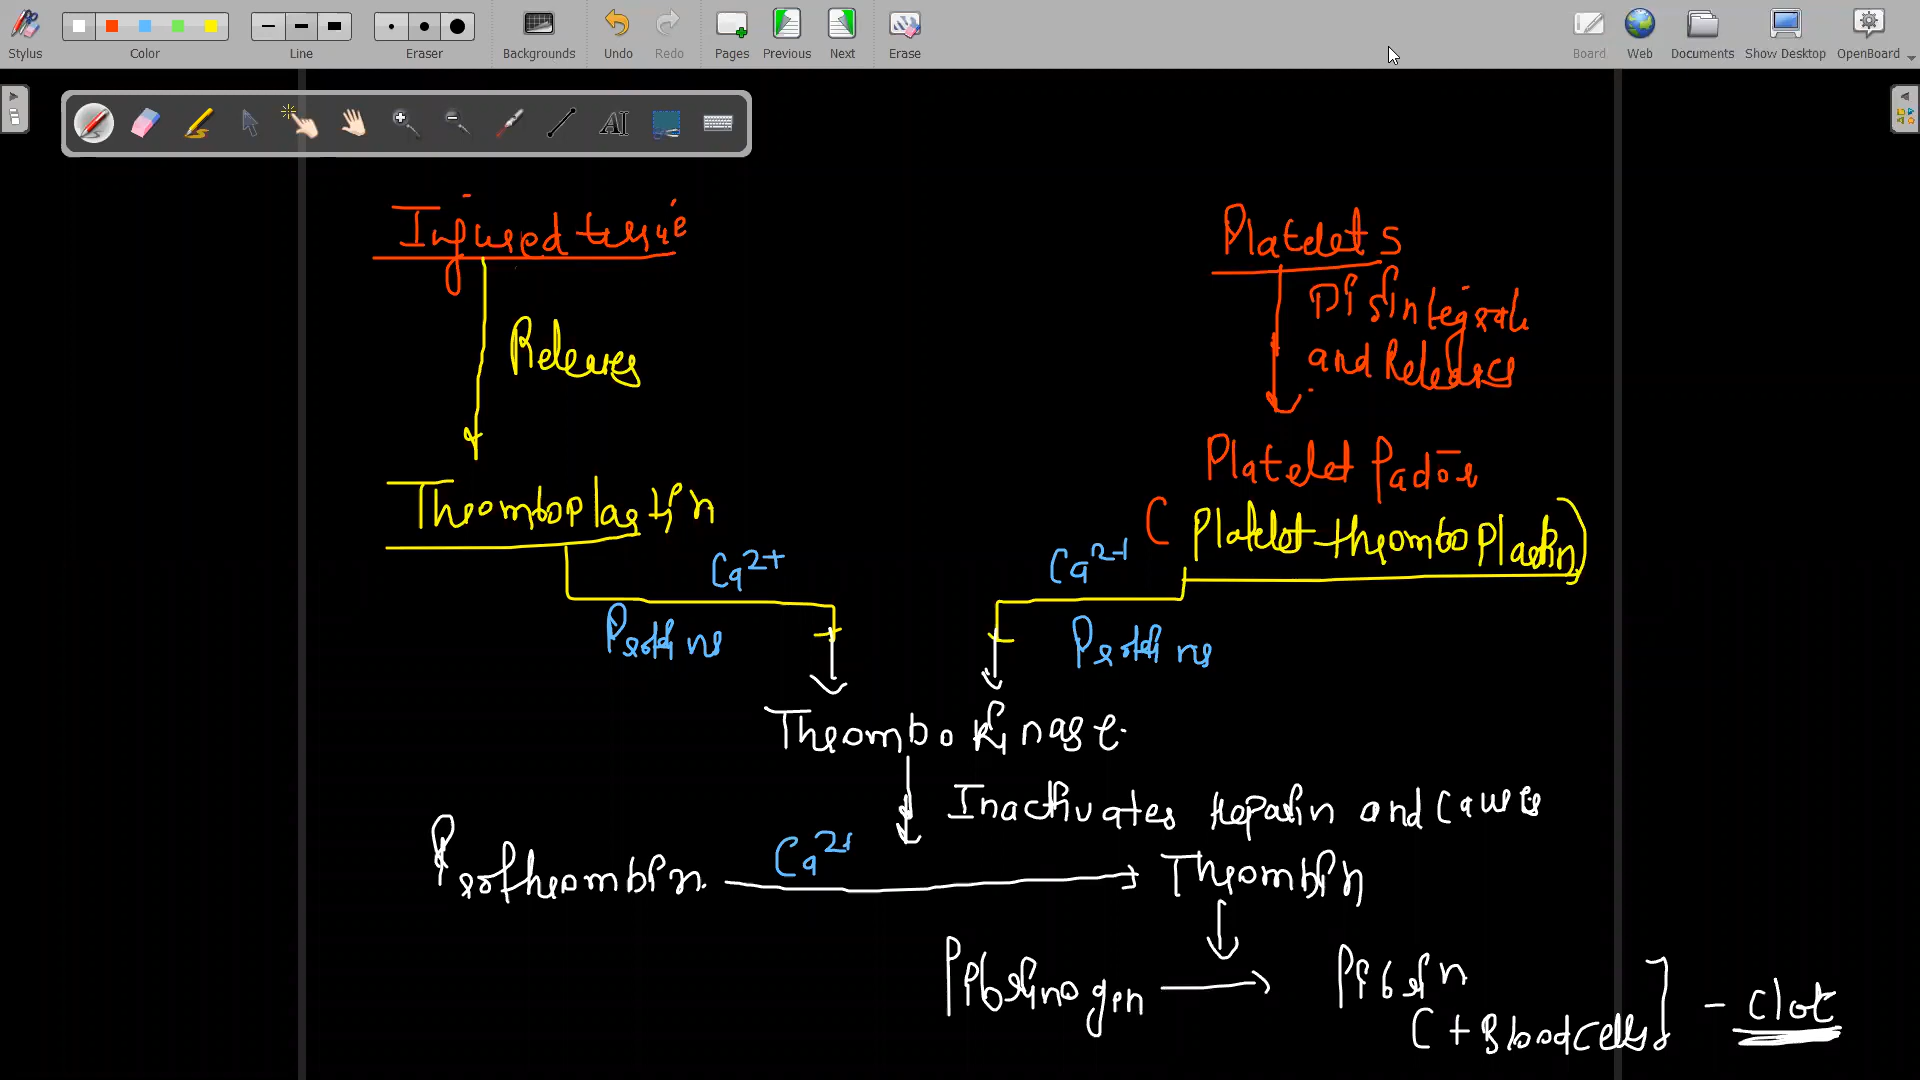 Stylus Color Line Eraser Backgrounds Undo Redo Pages Previous Next Erase Board Web Documents Show Desktop OpenBoard
AI
Injured tissue
Platelets
Disintegrate
and Releases
Releases
Platelet factor
Thromboplastin
(Platelet thromboplastin)
Ca2+
Ca2+
Proteins
Proteins
Thrombokinase
Inactivates heparin and causes
Prothrombin Ca2+ Thrombin
Fibrinogen Fibrin
(+ Blood cells] - clot